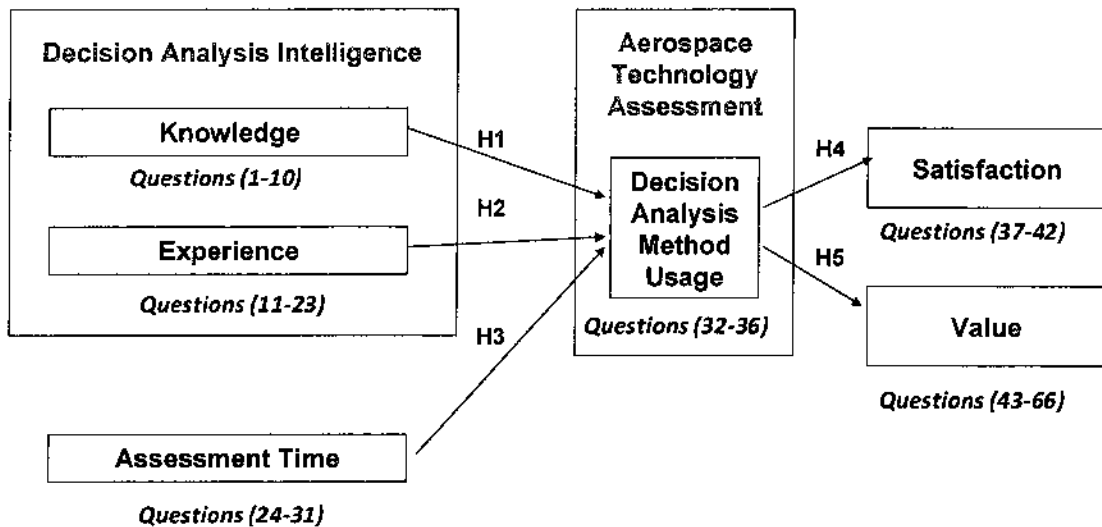 Decision Analysis Intelligence
Knowledge
Questions (1-10)
Experience
Questions (11-23)
Assessment Time
Questions (24-31)
H1
H2
H3
Aerospace
Technology
Assessment
Decision
Analysis
Method
Usage
Questions (32-36)
H4
H5
Satisfaction
Questions (37-42)
Value
Questions (43-66)